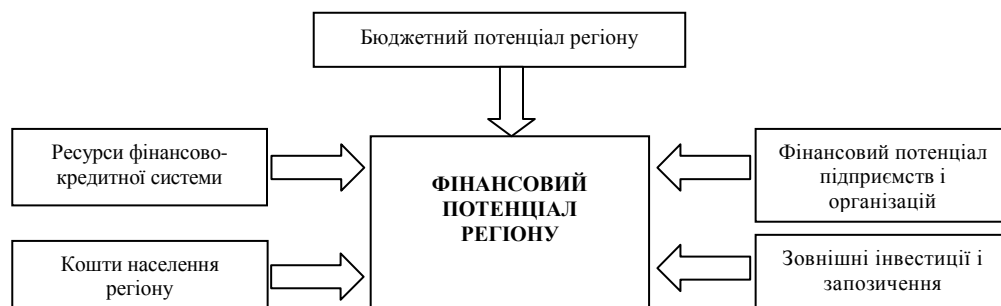 Бюджетний потенціал регіону
Ресурси фінансово-
кредитної системи
ФІНАНСОВИЙ
ПОТЕНЦІАЛ
РЕГІОНУ
Фінансовий потенціал
підприємств і
організацій
Кошти населення
регіону
Зовнішні інвестиції і
запозичення